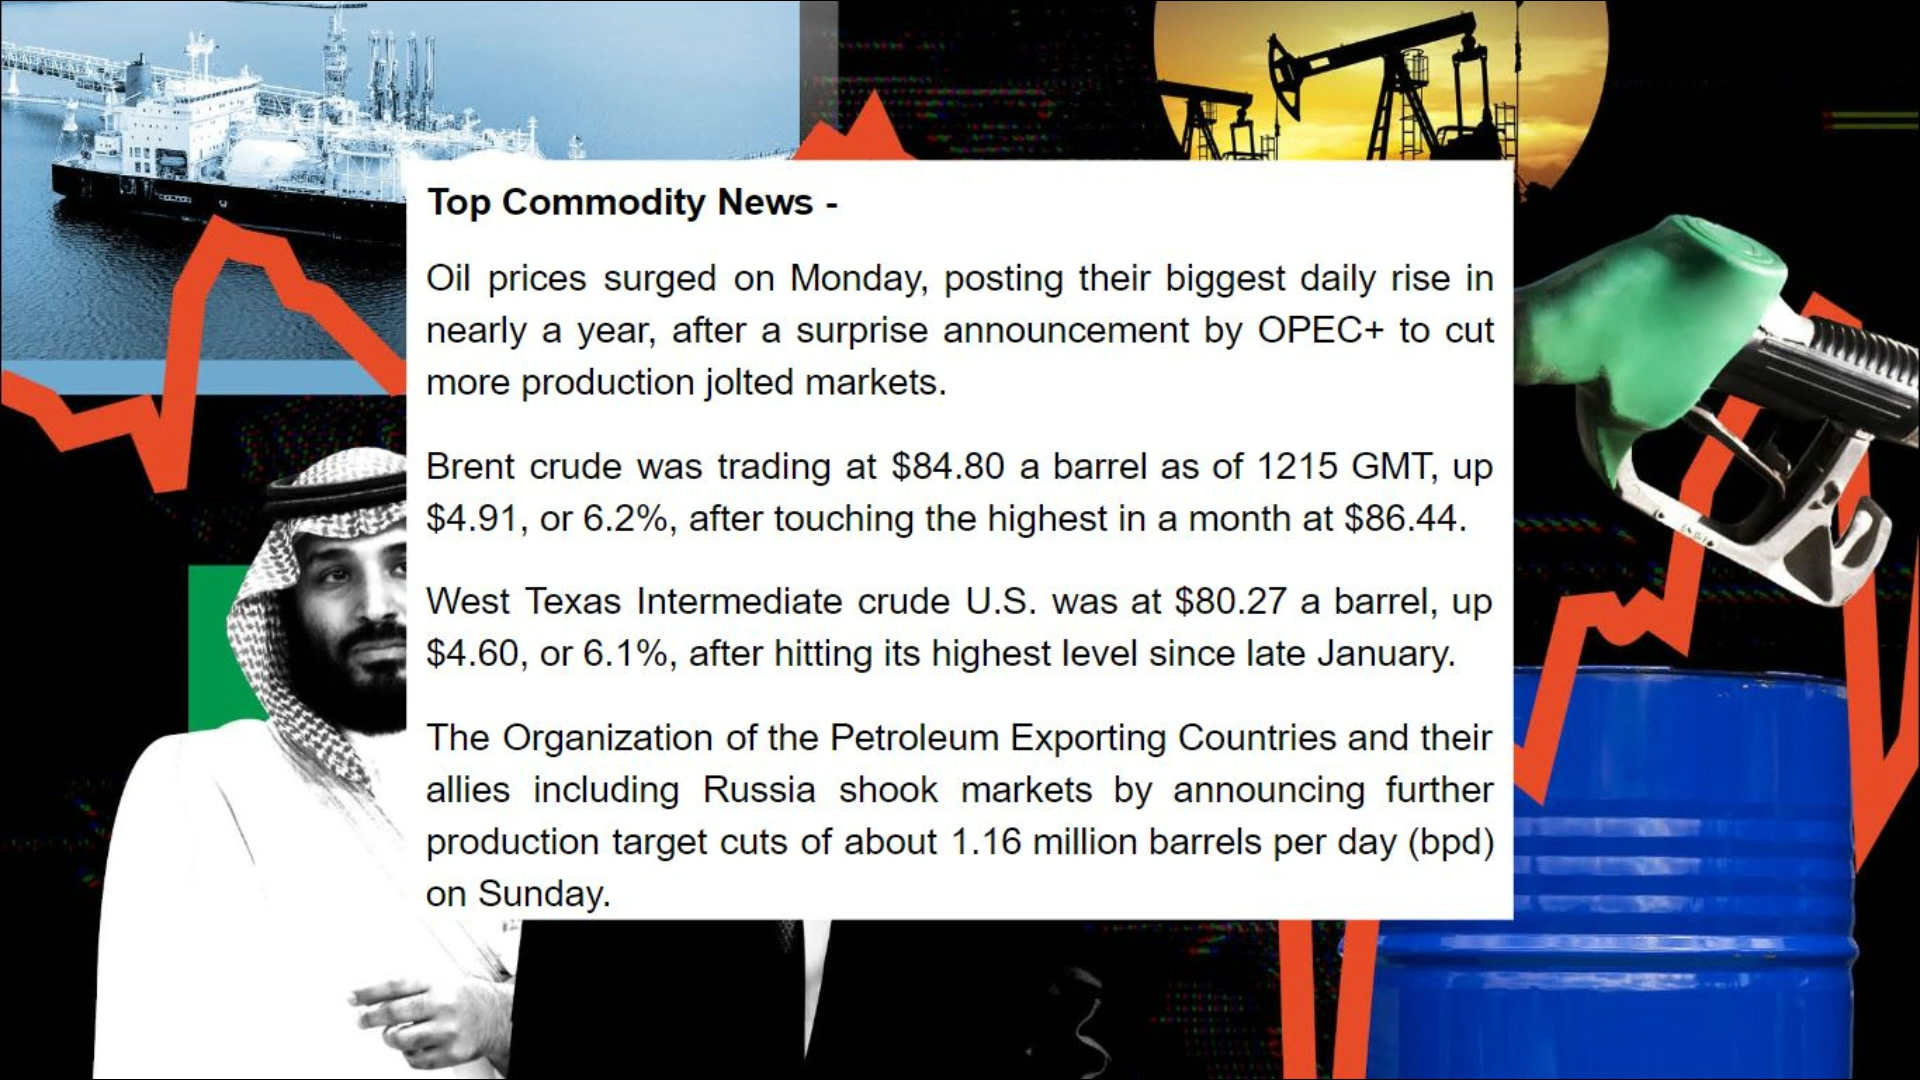 Top Commodity News -
Oil prices surged on Monday, posting their biggest daily rise in
nearly a year, after a surprise announcement by OPEC+ to cut
more production jolted markets.
Brent crude was trading at $84.80 a barrel as of 1215 GMT, up
$4.91, or 6.2%, after touching the highest in a month at $86.44.
West Texas Intermediate crude U.S. was at $80.27 a barrel, up
$4.60, or 6.1%, after hitting its highest level since late January.
The Organization of the Petroleum Exporting Countries and their
allies including Russia shook markets by announcing further
production target cuts of about 1.16 million barrels per day (bpd)
on Sunday.